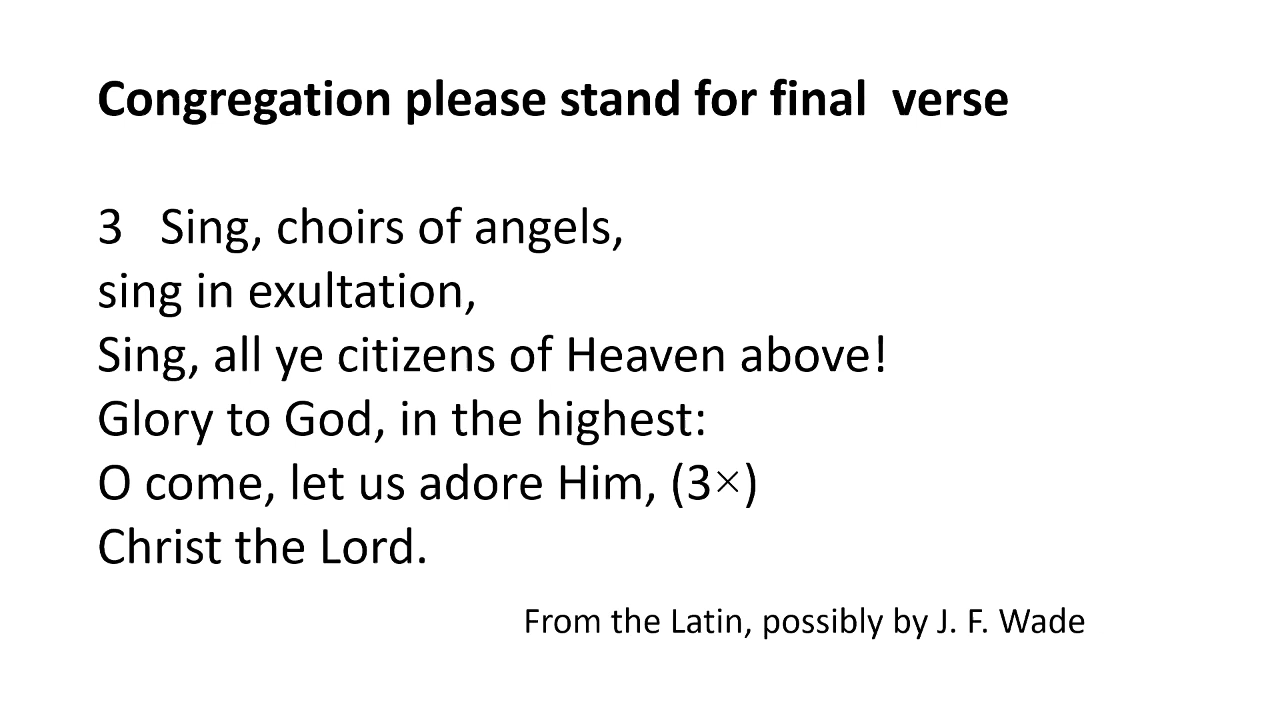 Congregation please stand for final  verse
3   Sing, choirs of angels,
sing in exultation,
Sing, all ye citizens of Heaven above!
Glory to God, in the highest:
O come, let us adore Him, (3×)
Christ the Lord.
From the Latin, possibly by J. F. Wade